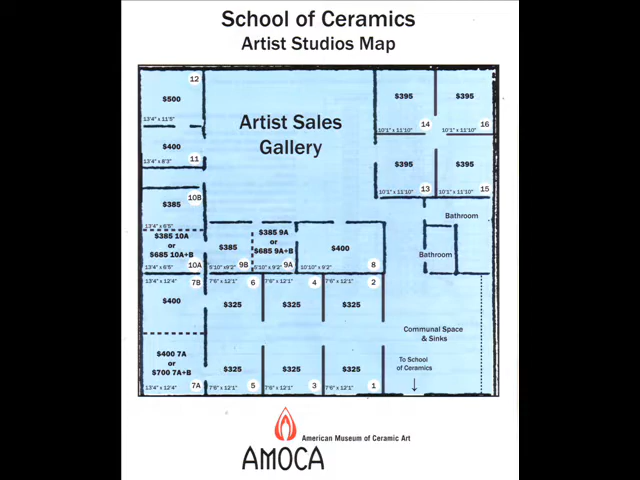 School of Ceramics
Artist Studios Map
12
$500
13'4" x 11'5"
$400
13'4" x 8'3"
11
Artist Sales
Gallery
$395
10'1" x 11'10"
14
$395
10'1" x 11'10"
16
$395
10'1" x 11'10"
13
$395
10'1" x 11'10"
15
10B
$385
13'4" x 6'5"
$385 10A
or
$685 10A+B
13'4" x 6'5"
10A
$385
9B
$385 9A
or
$685 9A+B
9A
$400
10'10" x 9'2"
8
Bathroom
Bathroom
7B
$400
$400 7A
or
$700 7A+B
13'4" x 12'4"
7A
7'6" x 12'1"
6
$325
7'6" x 12'1"
4
$325
7'6" x 12'1"
2
$325
$325
7'6" x 12'1"
5
$325
7'6" x 12'1"
3
$325
7'6" x 12'1"
1
Communal Space
& Sinks
To School
of Ceramics
American Museum of Ceramic Art
AMOCA